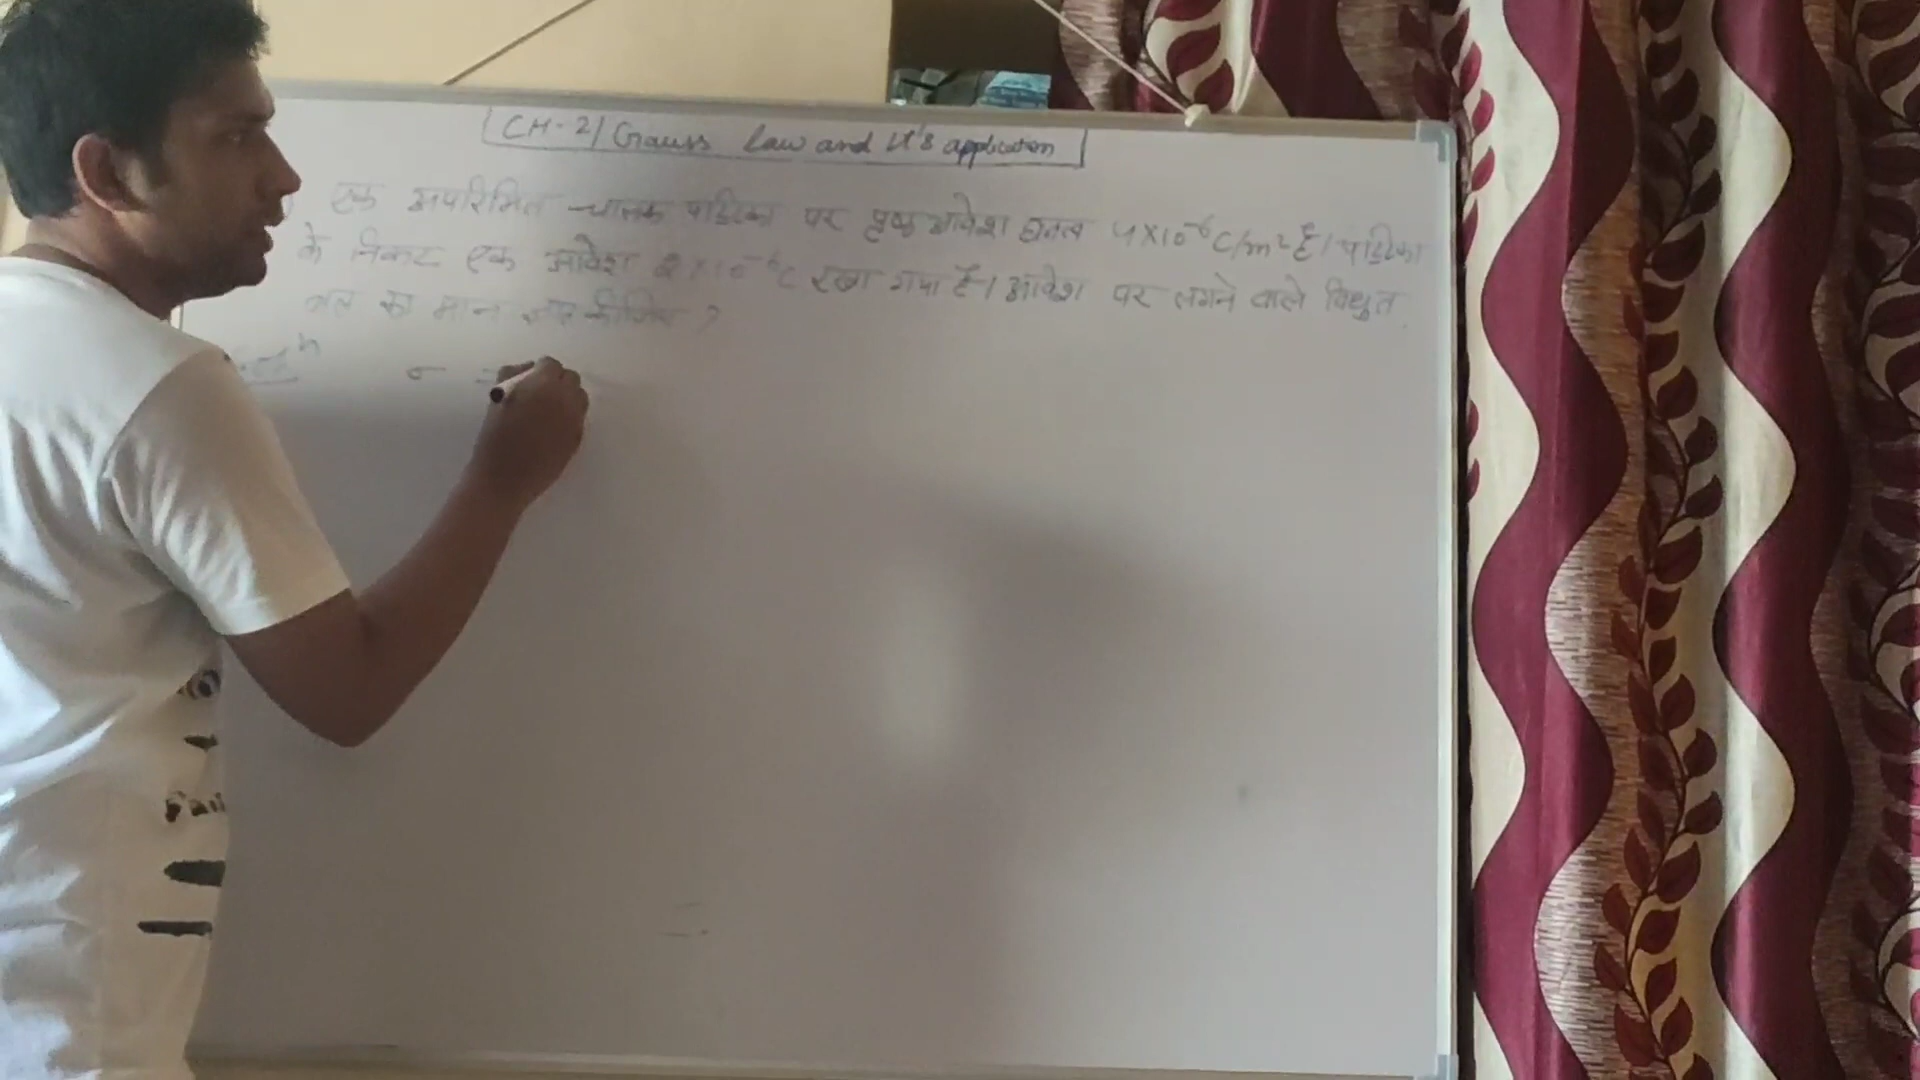 CH-2/ Gauss Law and It's application
एक अपरिमित चालक पट्टिका पर पृष्ठ आवेश घनत्व 4×10⁻⁶ C/m² है। पट्टिका
के निकट एक आवेश 2×10⁻⁶C रखा गया है। आवेश पर लगने वाले विधुत
बल का मान ज्ञात कीजिए ?
σ =